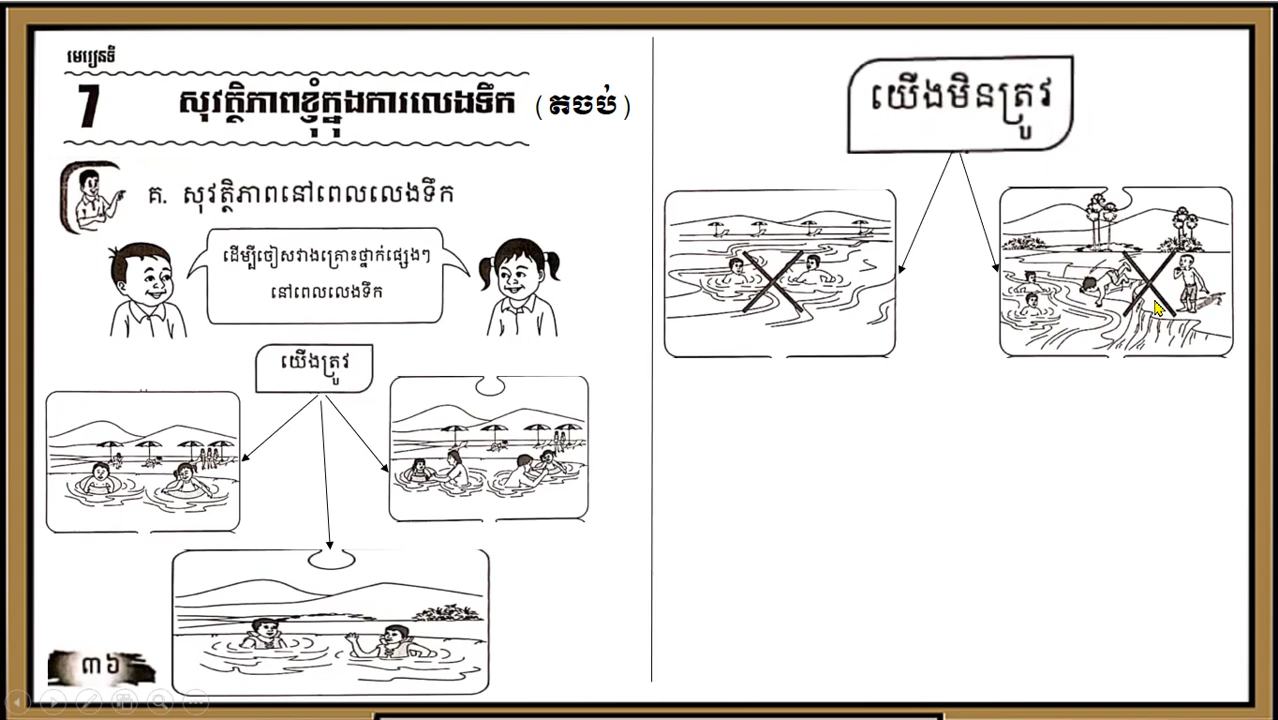 មេរៀនទី
7
សុវត្ថិភាពខ្ញុំក្នុងការលេងទឹក (តចប់)
គ. សុវត្ថិភាពនៅពេលលេងទឹក
ដើម្បីចៀសវាងគ្រោះថ្នាក់ផ្សេងៗ
នៅពេលលេងទឹក
យើងត្រូវ
៣៦
យើងមិនត្រូវ